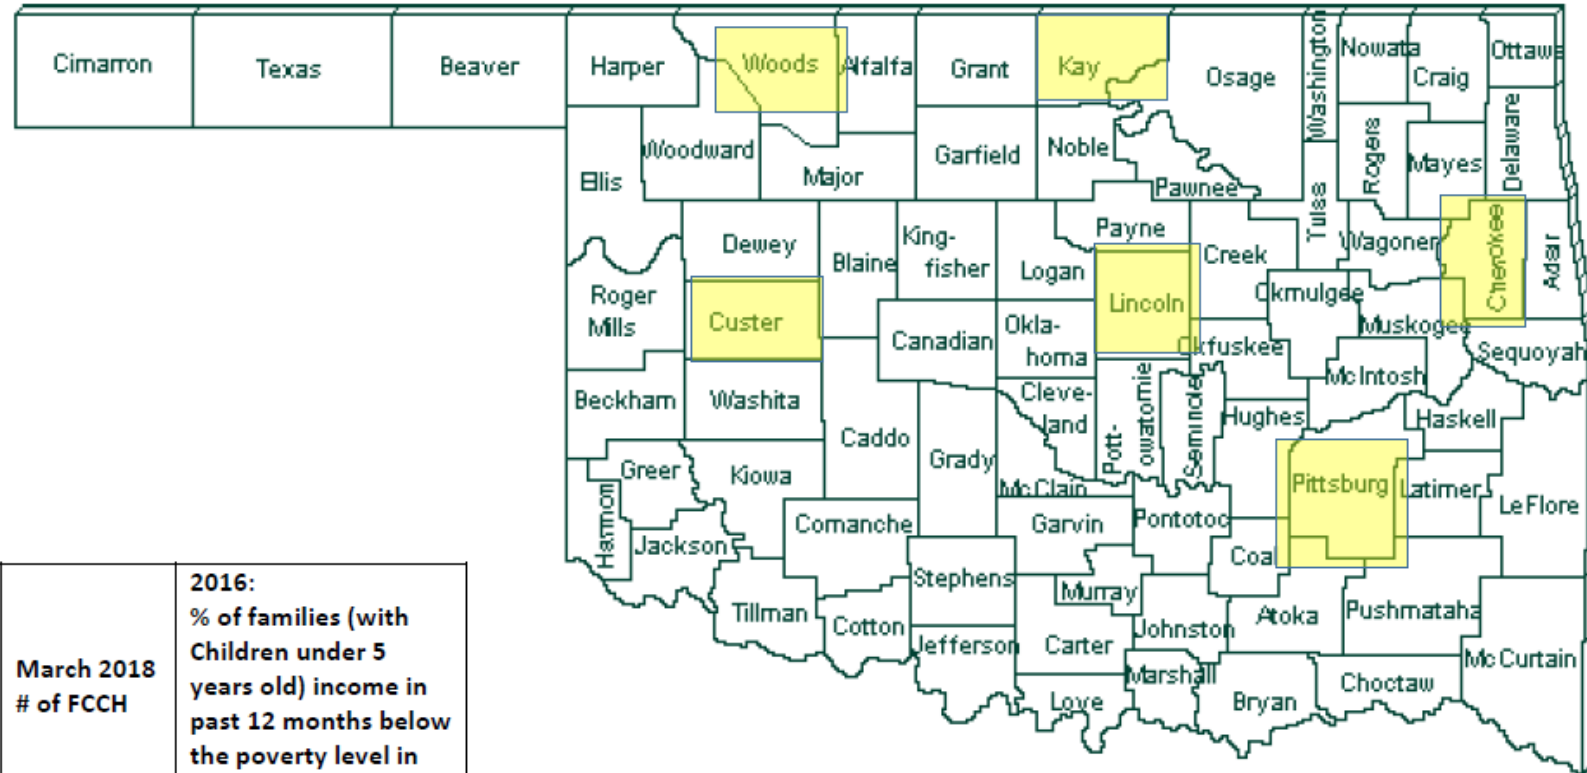 Cimarron
Texas
Beaver
Harper
Woods
Alfalfa
Grant
Kay
Osage
Washington
Nowata
Craig
Ottawa
Woodward
Ellis
Major
Garfield
Noble
Pawnee
Tulsa
Rogers
Mayes
Delaware
Dewey
Blaine
King-
fisher
Logan
Payne
Creek
Wagoner
Cherokee
Adair
Roger
Mills
Custer
Canadian
Okla-
homa
Lincoln
Okmulgee
Okfuskee
Muskogee
Sequoyah
McIntosh
Beckham
Washita
Caddo
Grady
Cleve-
land
McClain
Pott-
owatomie
Seminole
Hughes
Haskell
Pittsburg
Latimer
LeFlore
Greer
Harmon
Jackson
Kiowa
Comanche
Garvin
Pontotoc
Coal
Stephens
Murray
Tillman
Cotton
Jefferson
Carter
Johnston
Atoka
Pushmataha
McCurtain
Love
Marshall
Bryan
Choctaw
March 2018
# of FCCH
2016:
% of families (with
Children under 5
years old) income in
past 12 months below
the poverty level in